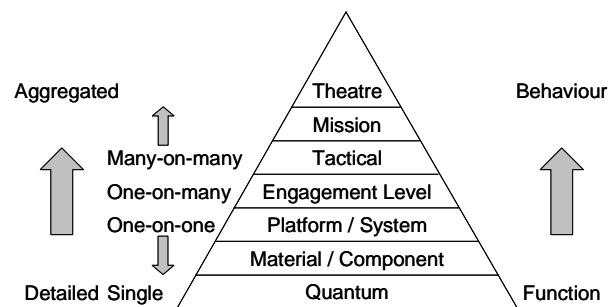 Aggregated
Theatre
Behaviour
Mission
Many-on-many
Tactical
One-on-many
Engagement Level
One-on-one
Platform / System
Material / Component
Detailed
Single
Quantum
Function